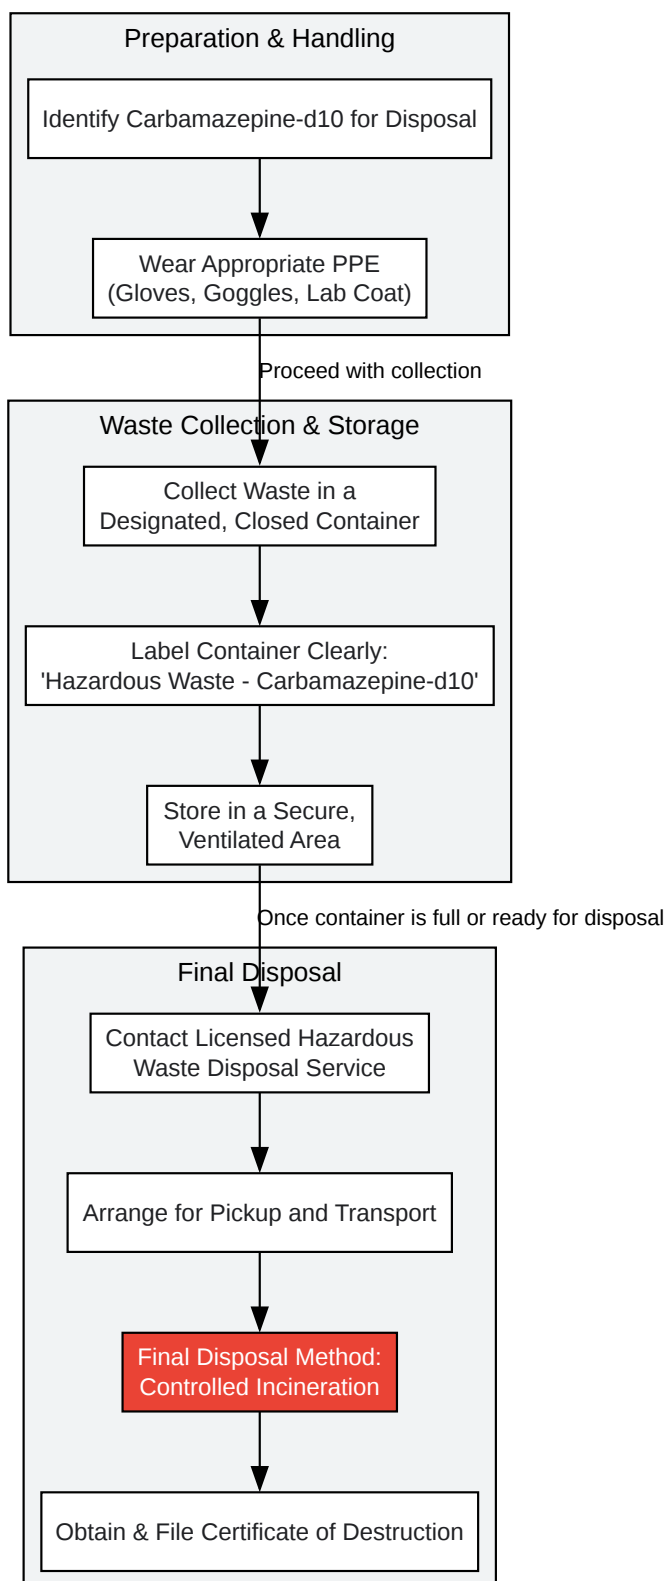 Preparation & Handling
Identify Carbamazepine-d10 for Disposal
Wear Appropriate PPE
(Gloves, Goggles, Lab Coat)
Proceed with collection
Waste Collection & Storage
Collect Waste in a
Designated, Closed Container
Label Container Clearly:
'Hazardous Waste - Carbamazepine-d10'
Store in a Secure,
Ventilated Area
Once container is full or ready for disposal
Final Disposal
Contact Licensed Hazardous
Waste Disposal Service
Arrange for Pickup and Transport
Final Disposal Method:
Controlled Incineration
Obtain & File Certificate of Destruction